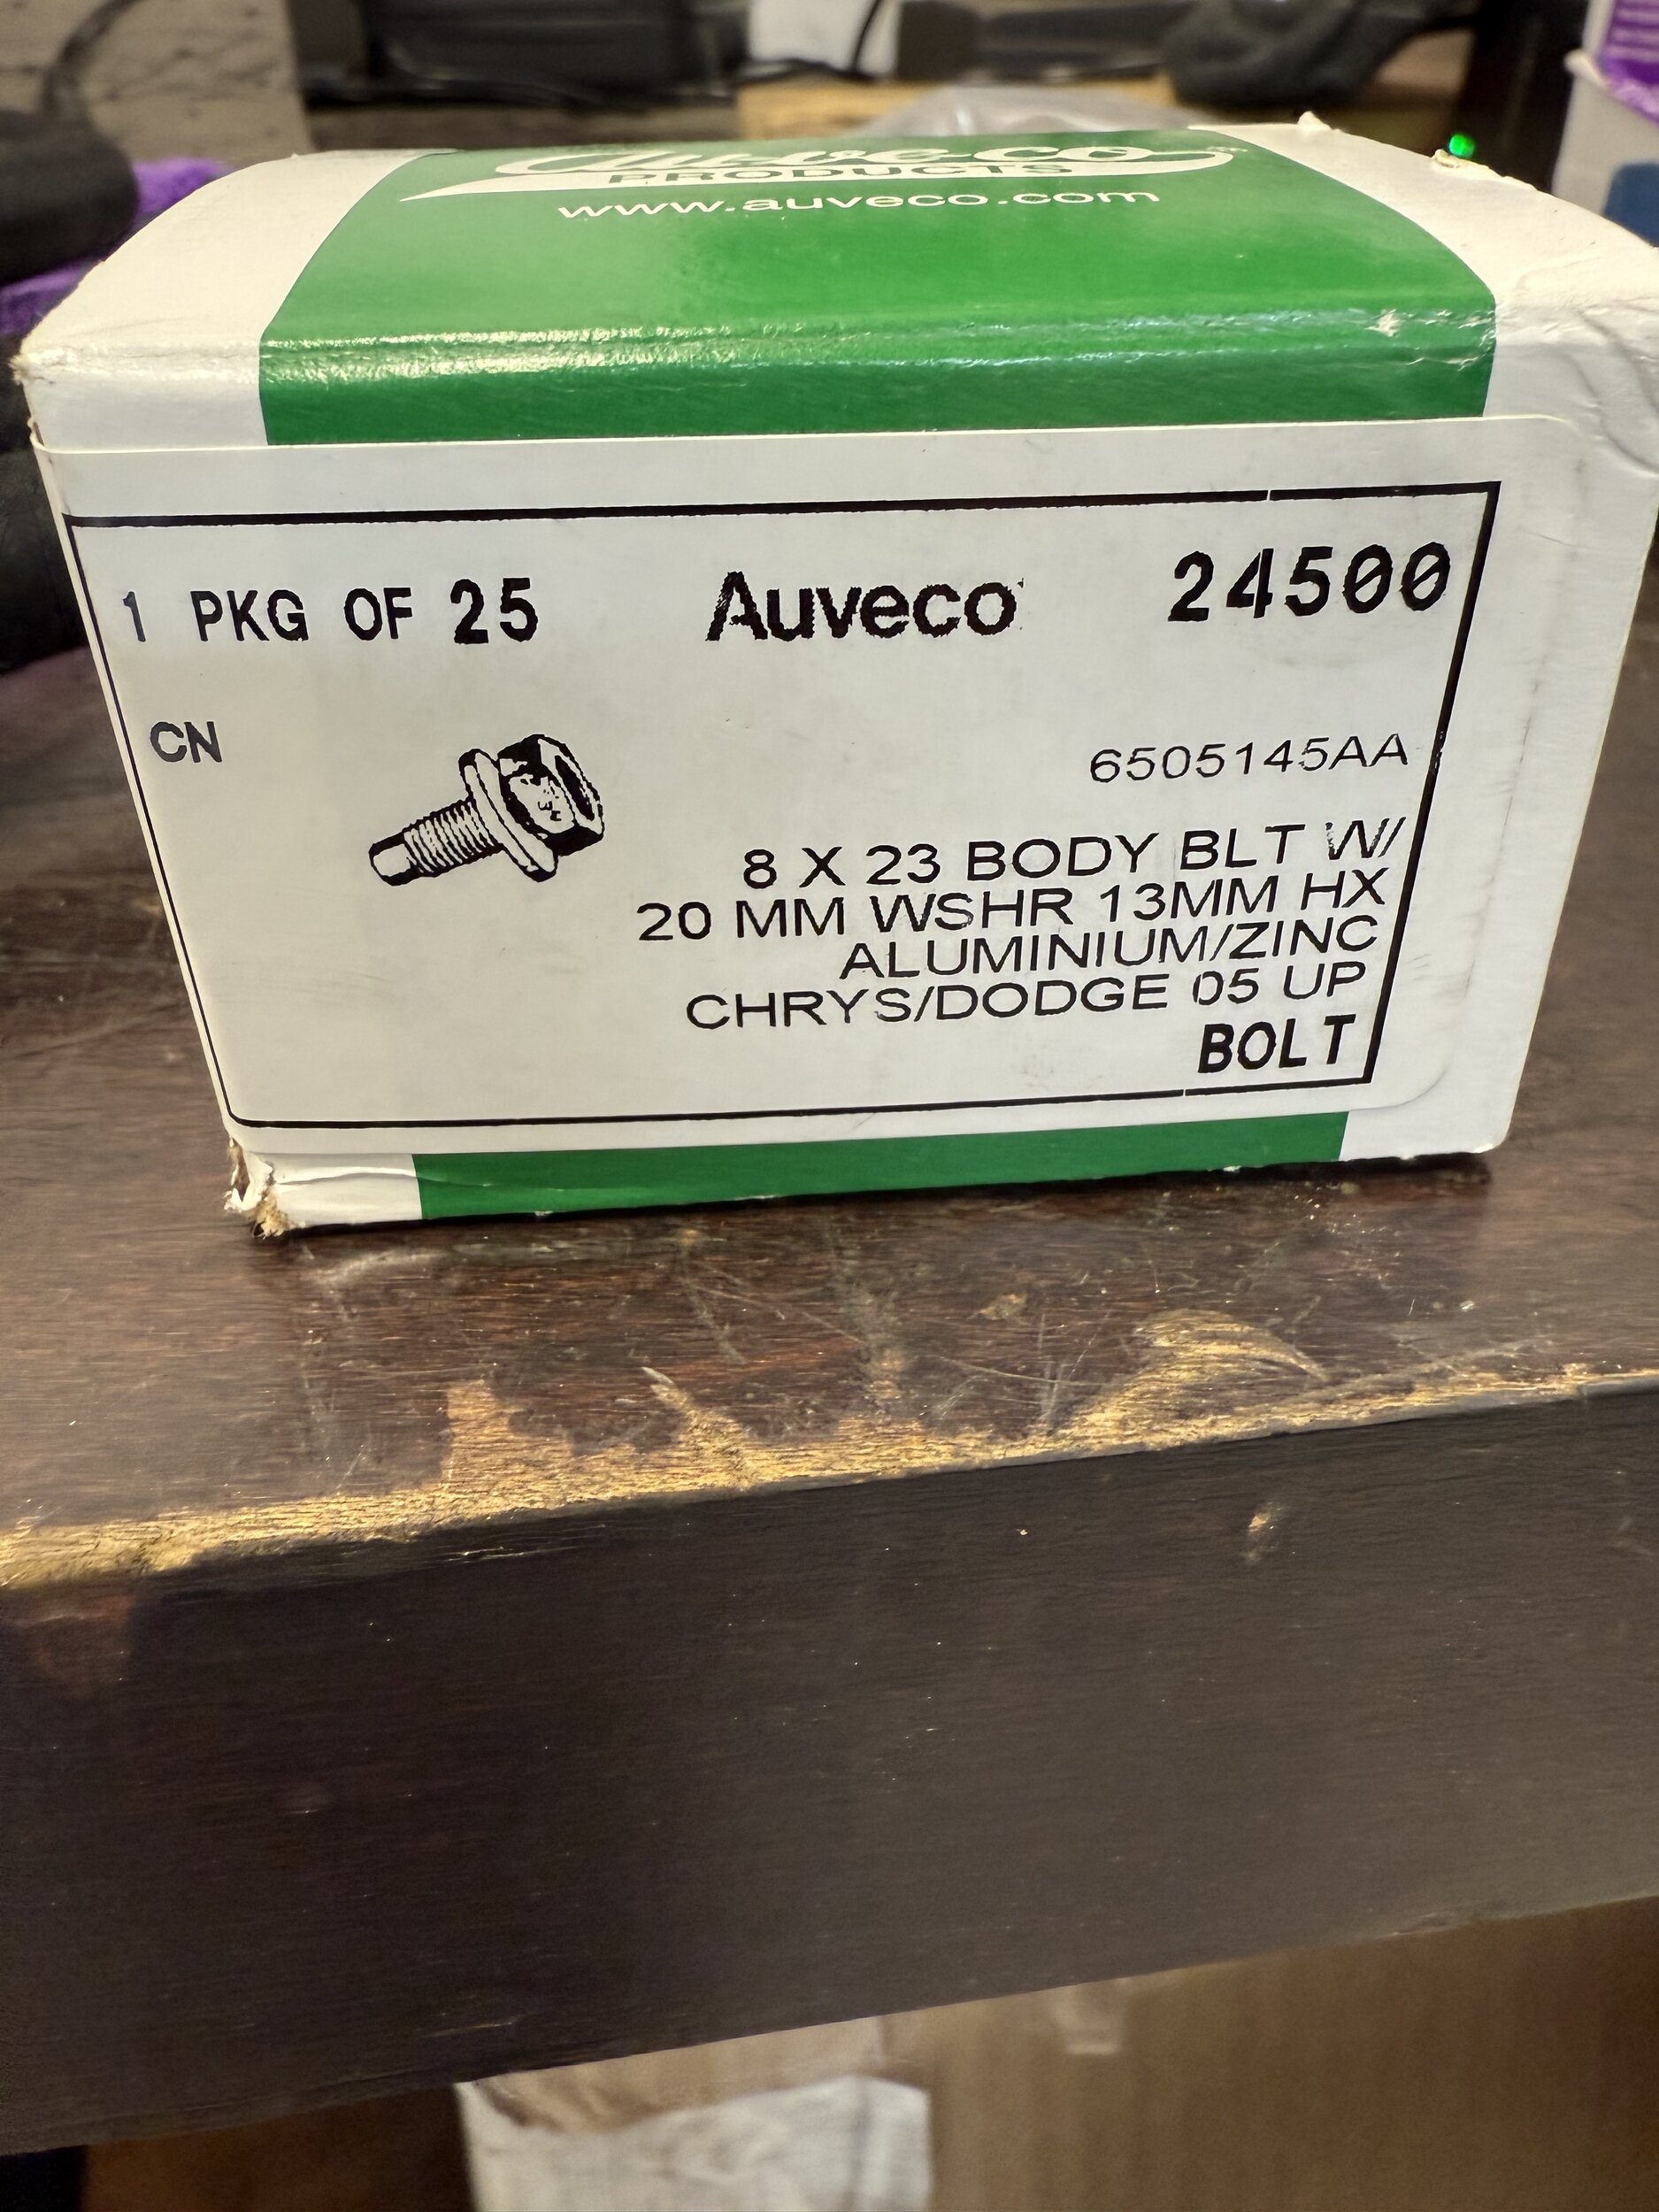 Auveco
PRODUCTS
www.auveco.com
1 PKG OF 25 Auveco 24500
CN
6505145AA
8 X 23 BODY BLT W/
20 MM WSHR 13MM HX
ALUMINIUM/ZINC
CHRYS/DODGE 05 UP
BOLT